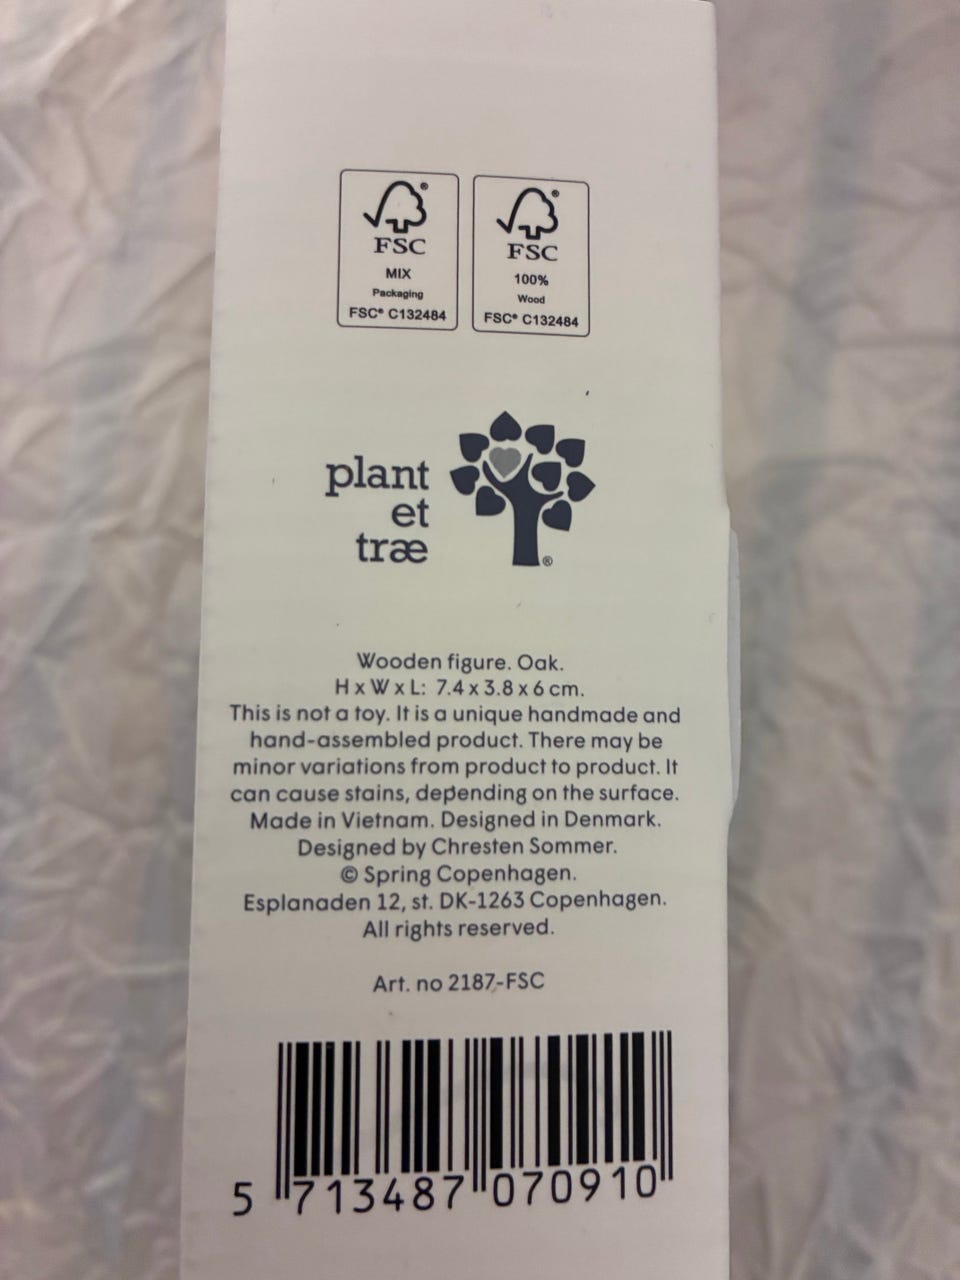 FSC®
MIX
Packaging
FSC® C132484
FSC®
100%
Wood
FSC® C132484
plant
et
træ
®
Wooden figure. Oak.
H x W x L: 7.4 x 3.8 x 6 cm.
This is not a toy. It is a unique handmade and
hand-assembled product. There may be
minor variations from product to product. It
can cause stains, depending on the surface.
Made in Vietnam. Designed in Denmark.
Designed by Chresten Sommer.
© Spring Copenhagen.
Esplanaden 12, st. DK-1263 Copenhagen.
All rights reserved.
Art. no 2187-FSC
5 713487 070910